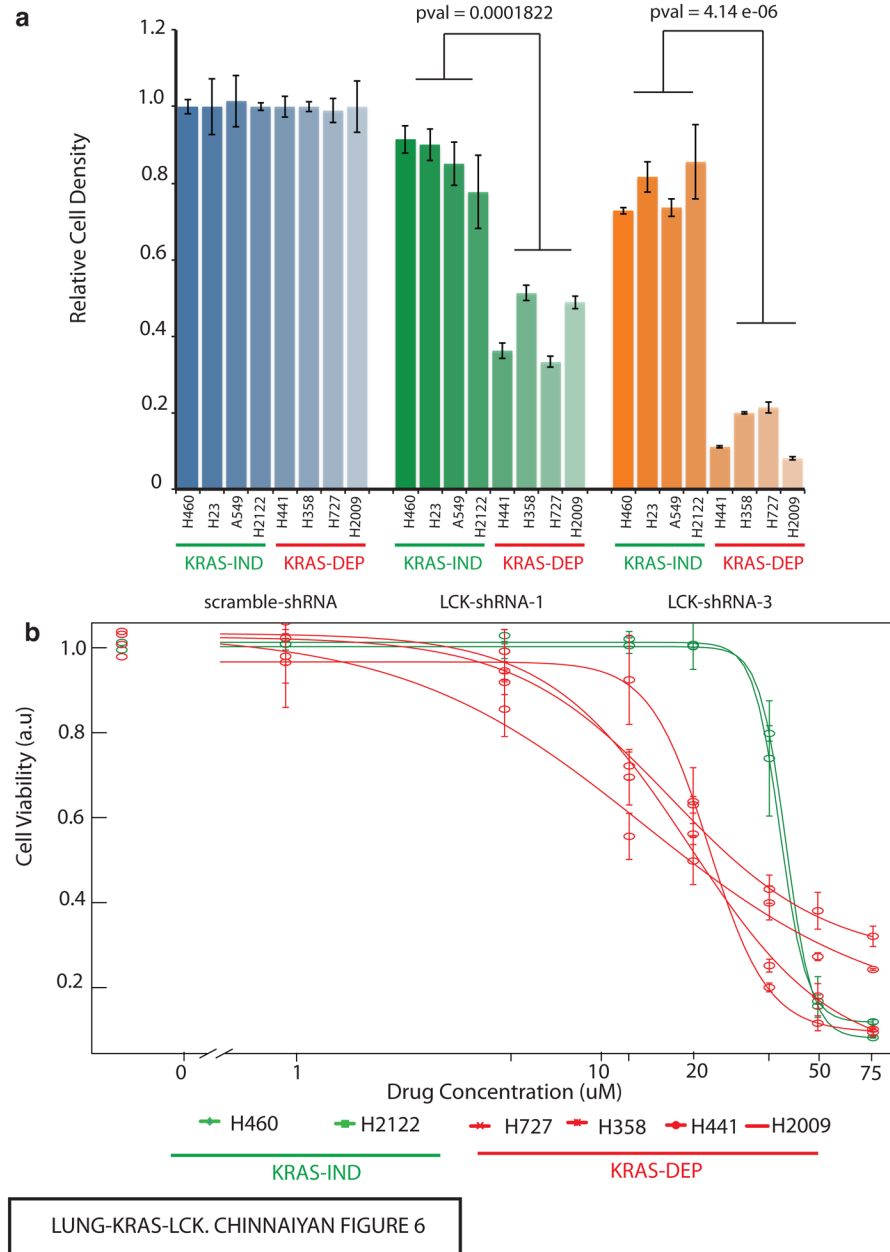 a
pval = 0.0001822
pval = 4.14 e-06
Relative Cell Density
1.2
1.0
0.8
0.6
0.4
0.2
0
H460
H23
A549
H2122
H441
H358
H727
H2009
H460
H23
A549
H2122
H441
H358
H727
H2009
H460
H23
A549
H2122
H441
H358
H727
H2009
KRAS-IND KRAS-DEP KRAS-IND KRAS-DEP KRAS-IND KRAS-DEP
scramble-shRNA LCK-shRNA-1 LCK-shRNA-3
b
Cell Viability (a.u)
1.0
0.8
0.6
0.4
0.2
0 1 10 20 50 75
Drug Concentration (uM)
H460 H2122 H727 H358 H441 H2009
KRAS-IND KRAS-DEP
LUNG-KRAS-LCK. CHINNAIYAN FIGURE 6